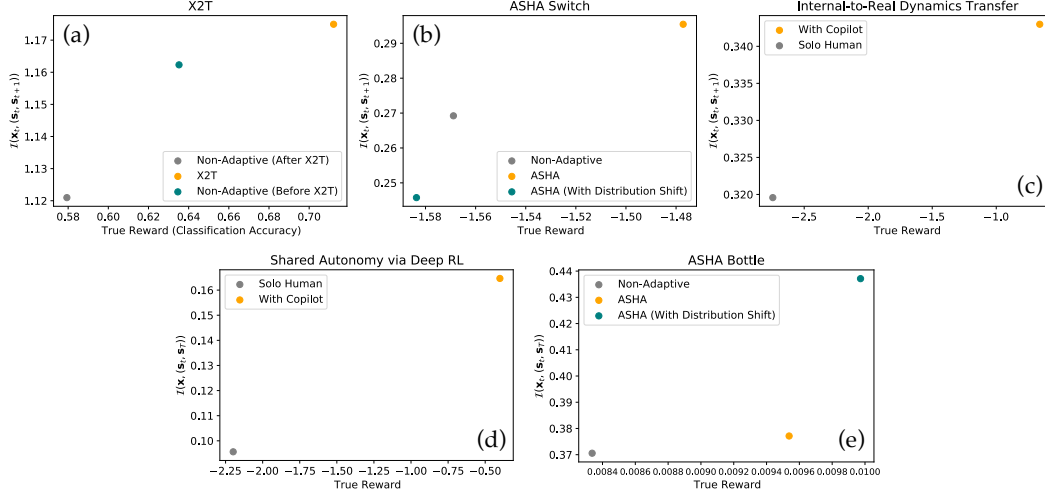 X2T
(a)
1.17
1.16
1.15
1.14
1.13
1.12
I(x_t, (s_t, s_{t+1}))
Non-Adaptive (After X2T)
X2T
Non-Adaptive (Before X2T)
0.58 0.60 0.62 0.64 0.66 0.68 0.70
True Reward (Classification Accuracy)
ASHA Switch
(b)
0.29
0.28
0.27
0.26
0.25
I(x_t, (s_t, s_{t+1}))
Non-Adaptive
ASHA
ASHA (With Distribution Shift)
−1.58 −1.56 −1.54 −1.52 −1.50 −1.48
True Reward
Internal-to-Real Dynamics Transfer
With Copilot
Solo Human
0.340
0.335
0.330
0.325
0.320
I(x_t, (s_t, s_{t+1}))
(c)
−2.5 −2.0 −1.5 −1.0
True Reward
Shared Autonomy via Deep RL
Solo Human
With Copilot
0.16
0.15
0.14
0.13
0.12
0.11
0.10
I(x_t, (s_t, s_T))
(d)
−2.25 −2.00 −1.75 −1.50 −1.25 −1.00 −0.75 −0.50
True Reward
ASHA Bottle
Non-Adaptive
ASHA
ASHA (With Distribution Shift)
0.44
0.43
0.42
0.41
0.40
0.39
0.38
0.37
I(x_t, (s_t, s_T))
(e)
0.0084 0.0086 0.0088 0.0090 0.0092 0.0094 0.0096 0.0098 0.0100
True Reward